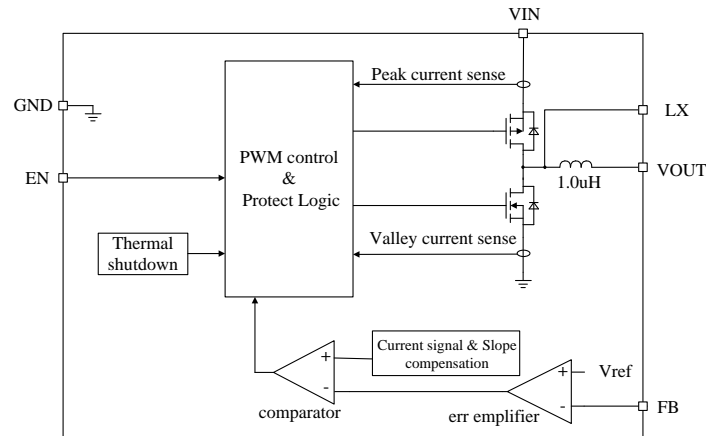 VIN
Peak current sense
GND
LX
PWM control
&
Protect Logic
EN
VOUT
1.0uH
Thermal
shutdown
Valley current sense
Current signal & Slope
compensation
+
-
comparator
+
-
Vref
err emplifier
FB